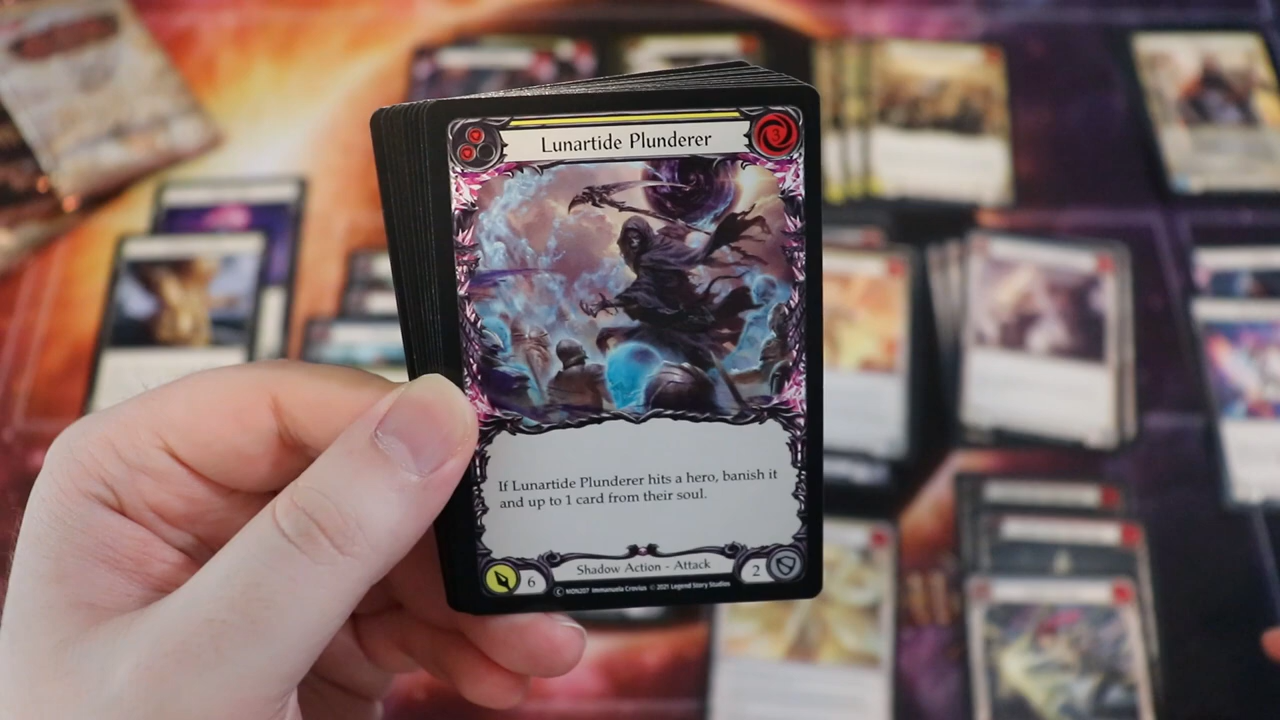 Lunartide Plunderer
3
If Lunartide Plunderer hits a hero, banish it
and up to 1 card from their soul.
6
Shadow Action - Attack
2
C MON207 Immanuela Crovius © 2021 Legend Story Studios